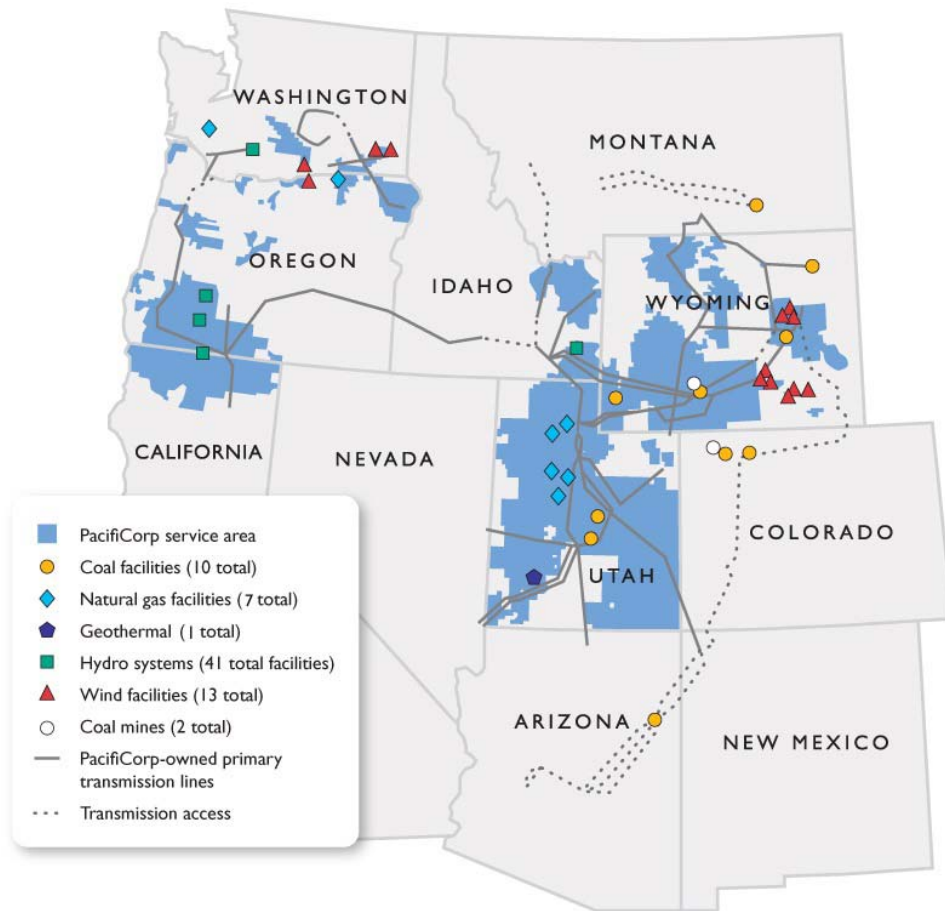 WASHINGTON
MONTANA
OREGON
IDAHO
WYOMING
CALIFORNIA
NEVADA
COLORADO
UTAH
ARIZONA
NEW MEXICO
PacifiCorp service area
Coal facilities (10 total)
Natural gas facilities (7 total)
Geothermal (1 total)
Hydro systems (41 total facilities)
Wind facilities (13 total)
Coal mines (2 total)
PacifiCorp-owned primary
transmission lines
Transmission access